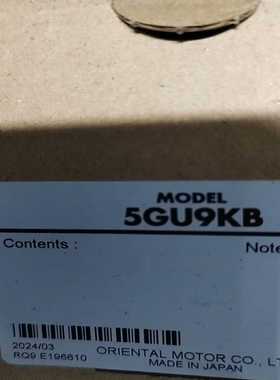 MODEL
5GU9KB
Contents : Note
2024/03
RQ9 E196610 ORIENTAL MOTOR CO., LT
MADE IN JAPAN